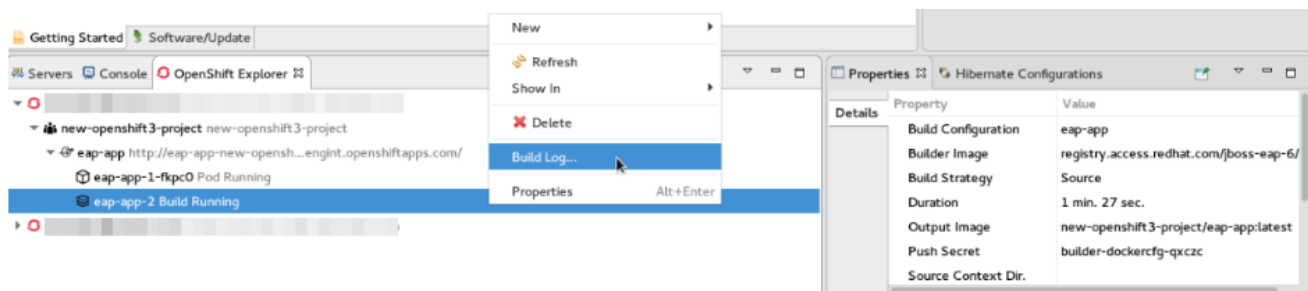 Getting Started Software/Update
Servers Console OpenShift Explorer
new-openshift3-project new-openshift3-project
eap-app http://eap-app-new-opensh...engint.openshiftapps.com/
eap-app-1-fkpc0 Pod Running
eap-app-2 Build Running
New
Refresh
Show In
Delete
Build Log...
Properties Alt+Enter
Properties Hibernate Configurations
Details
Property Value
Build Configuration eap-app
Builder Image registry.access.redhat.com/jboss-eap-6/
Build Strategy Source
Duration 1 min. 27 sec.
Output Image new-openshift3-project/eap-app:latest
Push Secret builder-dockercfg-qxczc
Source Context Dir.